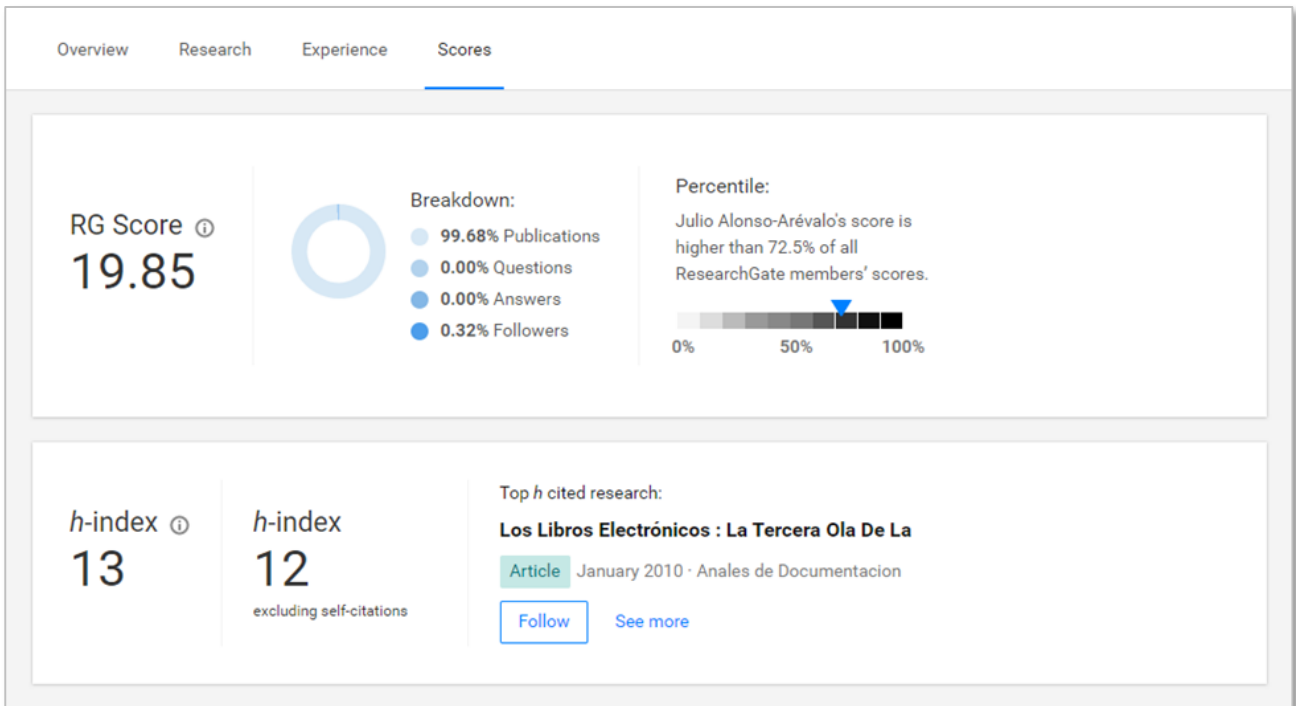 Overview Research Experience Scores
RG Score
19.85
Breakdown:
99.68% Publications
0.00% Questions
0.00% Answers
0.32% Followers
Percentile:
Julio Alonso-Arévalo's score is
higher than 72.5% of all
ResearchGate members' scores.
0% 50% 100%
h-index
13
h-index
12
excluding self-citations
Top h cited research:
Los Libros Electrónicos : La Tercera Ola De La
Article January 2010 · Anales de Documentacion
Follow See more